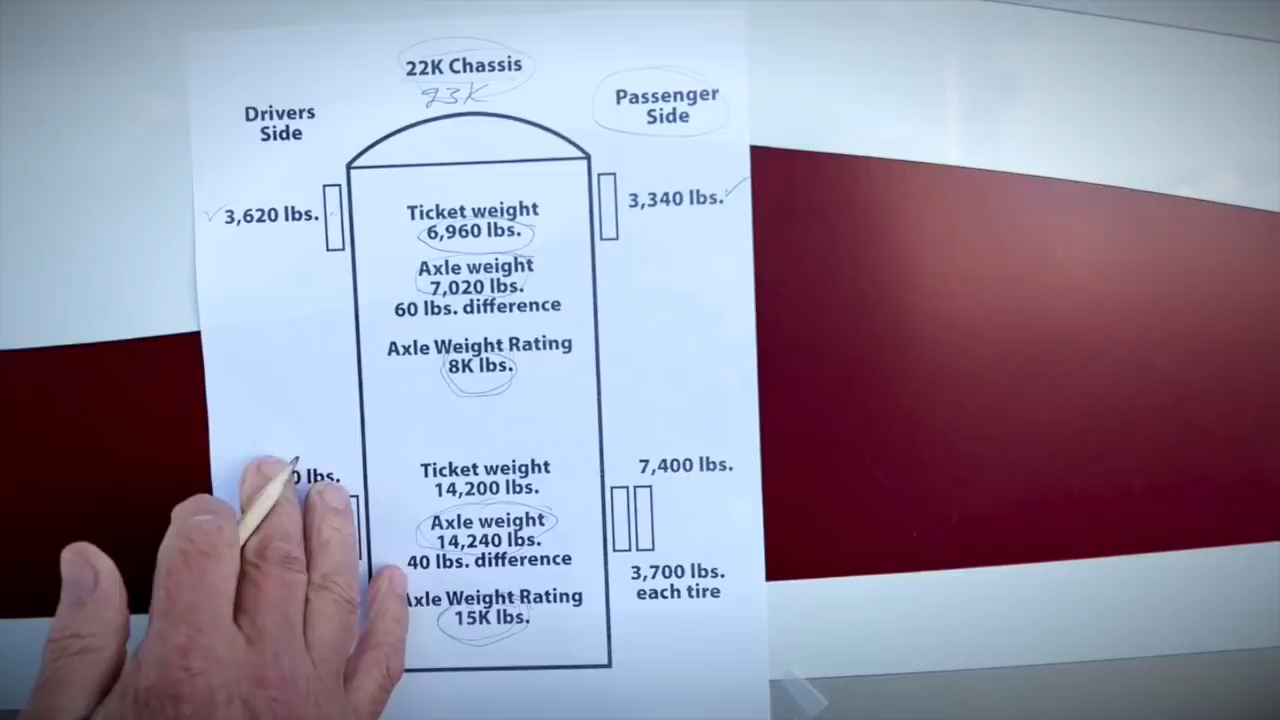 22K Chassis
23K
Drivers
Side
Passenger
Side
3,620 lbs.
3,340 lbs.
Ticket weight
6,960 lbs.
Axle weight
7,020 lbs.
60 lbs. difference
Axle Weight Rating
8K lbs.
lbs.
7,400 lbs.
Ticket weight
14,200 lbs.
Axle weight
14,240 lbs.
40 lbs. difference
3,700 lbs.
each tire
Axle Weight Rating
15K lbs.